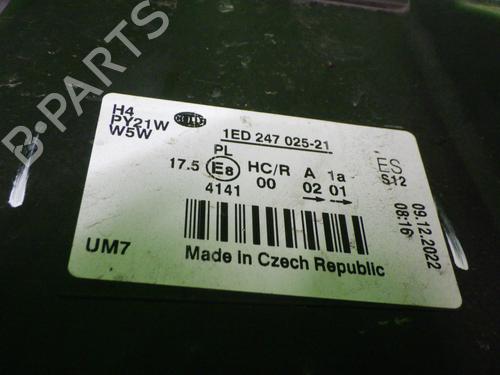 H4
PY21W
W5W
HELLA
1ED 247 025-21
PL
17.5 E8 HC/R A 1a
4141 00 02 01
ES
S12
09.12.2022
08:16
UM7
Made in Czech Republic
B-PARTS